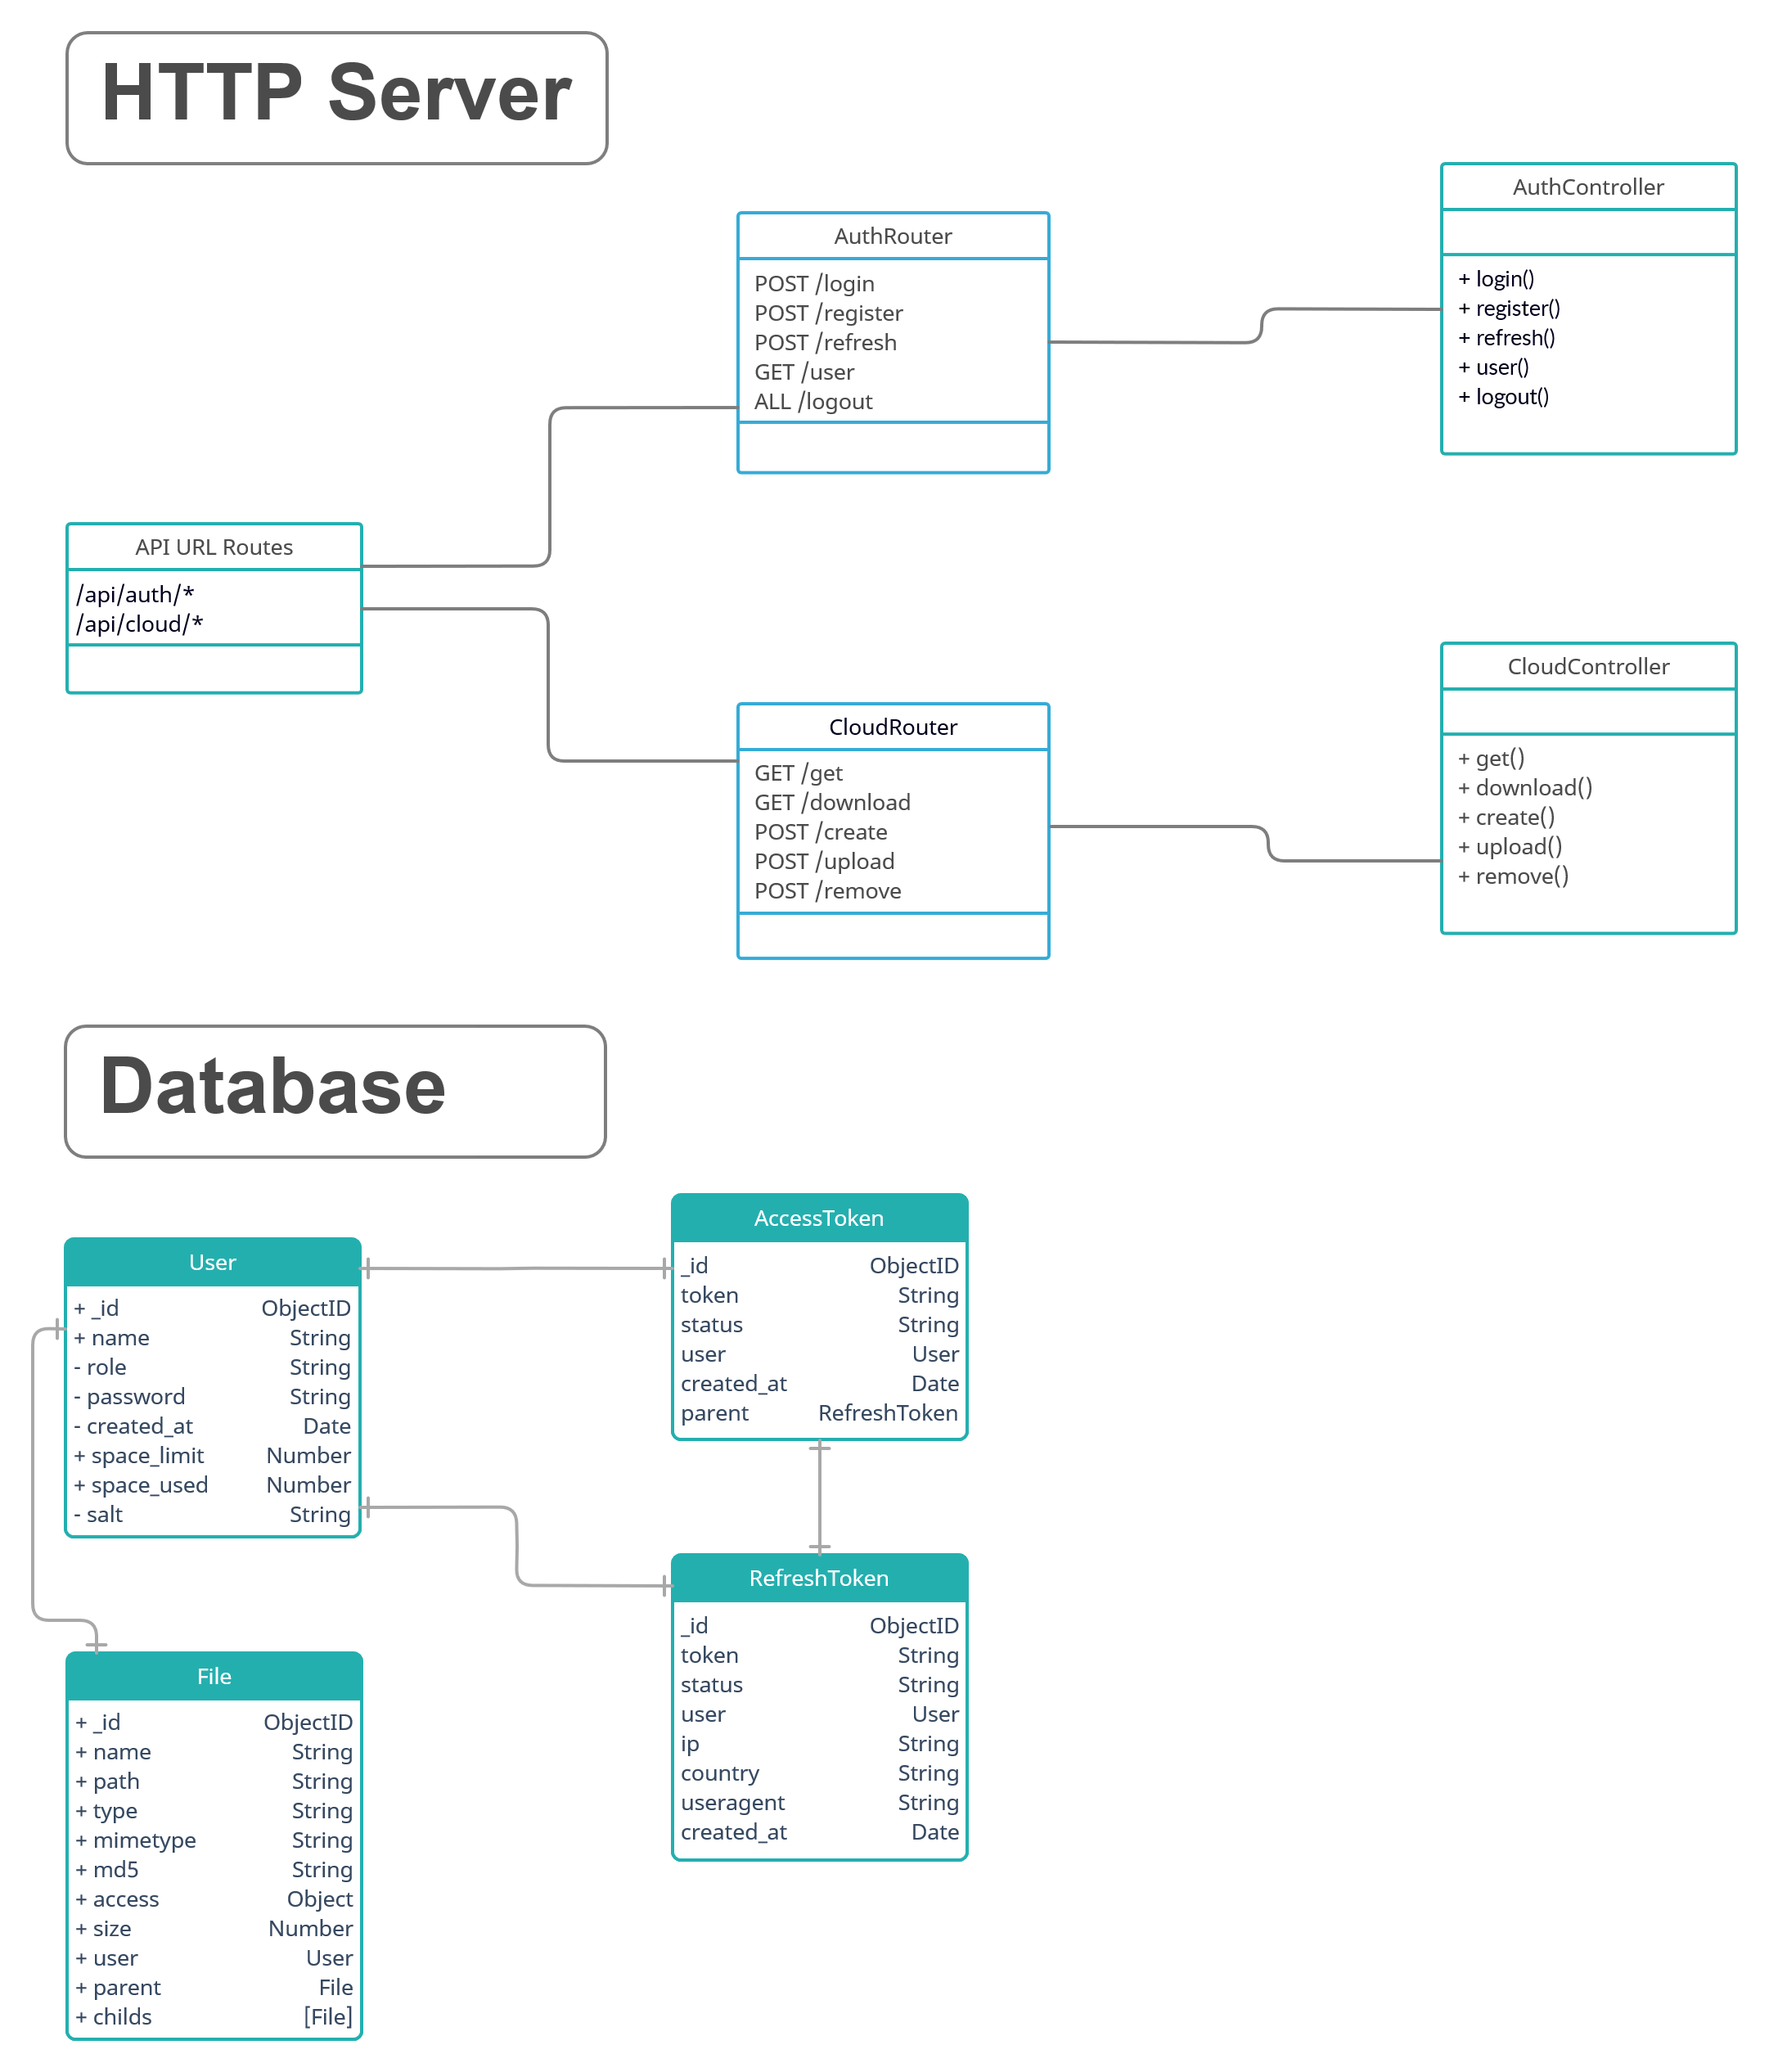 HTTP Server
AuthController
+ login()
+ register()
+ refresh()
+ user()
+ logout()
AuthRouter
POST /login
POST /register
POST /refresh
GET /user
ALL /logout
API URL Routes
/api/auth/*
/api/cloud/*
CloudController
+ get()
+ download()
+ create()
+ upload()
+ remove()
CloudRouter
GET /get
GET /download
POST /create
POST /upload
POST /remove
Database
User
+ _id ObjectID
+ name String
- role String
- password String
- created_at Date
+ space_limit Number
+ space_used Number
- salt String
AccessToken
_id ObjectID
token String
status String
user User
created_at Date
parent RefreshToken
RefreshToken
_id ObjectID
token String
status String
user User
ip String
country String
useragent String
created_at Date
File
+ _id ObjectID
+ name String
+ path String
+ type String
+ mimetype String
+ md5 String
+ access Object
+ size Number
+ user User
+ parent File
+ childs [File]